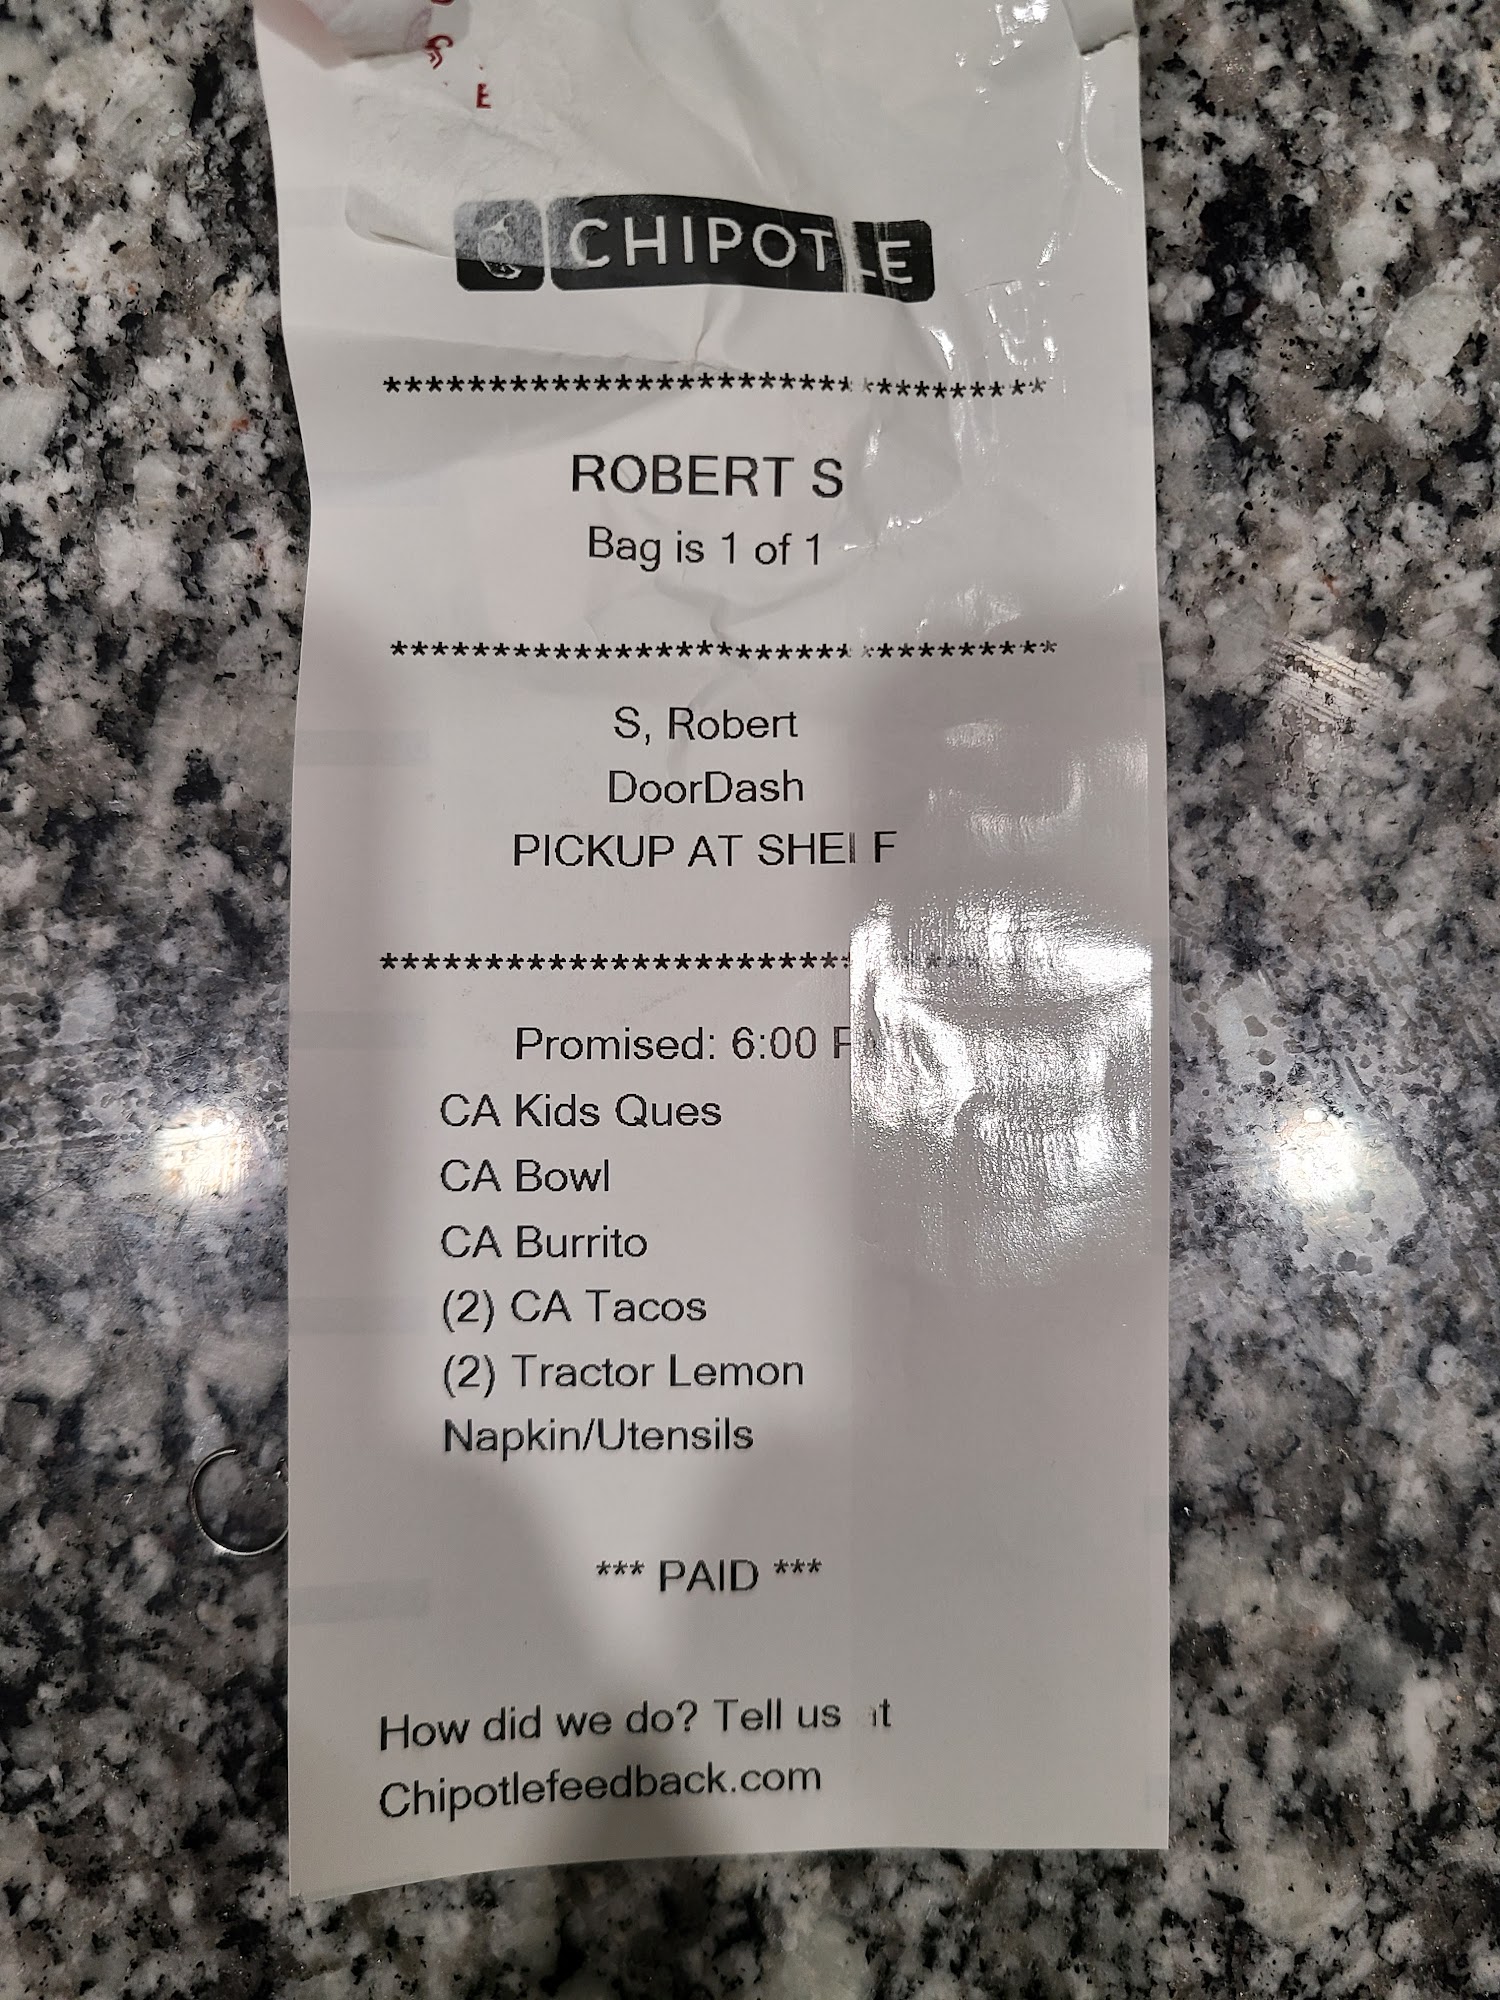 CHIPOTLE
********************************
ROBERT S
Bag is 1 of 1
********************************
S, Robert
DoorDash
PICKUP AT SHELF
********************************
Promised: 6:00
CA Kids Ques
CA Bowl
CA Burrito
(2) CA Tacos
(2) Tractor Lemon
Napkin/Utensils
*** PAID ***
How did we do? Tell us at
Chipotlefeedback.com